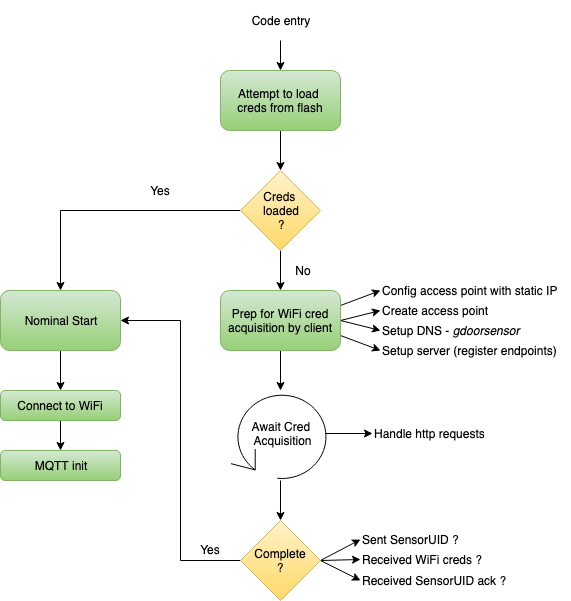 Code entry
Attempt to load
creds from flash
Yes
Creds
loaded
?
No
Nominal Start
Prep for WiFi cred
acquisition by client
Config access point with static IP
Create access point
Setup DNS - gdoorsensor
Setup server (register endpoints)
Connect to WiFi
MQTT init
Await Cred
Acquisition
Handle http requests
Yes
Complete
?
Sent SensorUID ?
Received WiFi creds ?
Received SensorUID ack ?